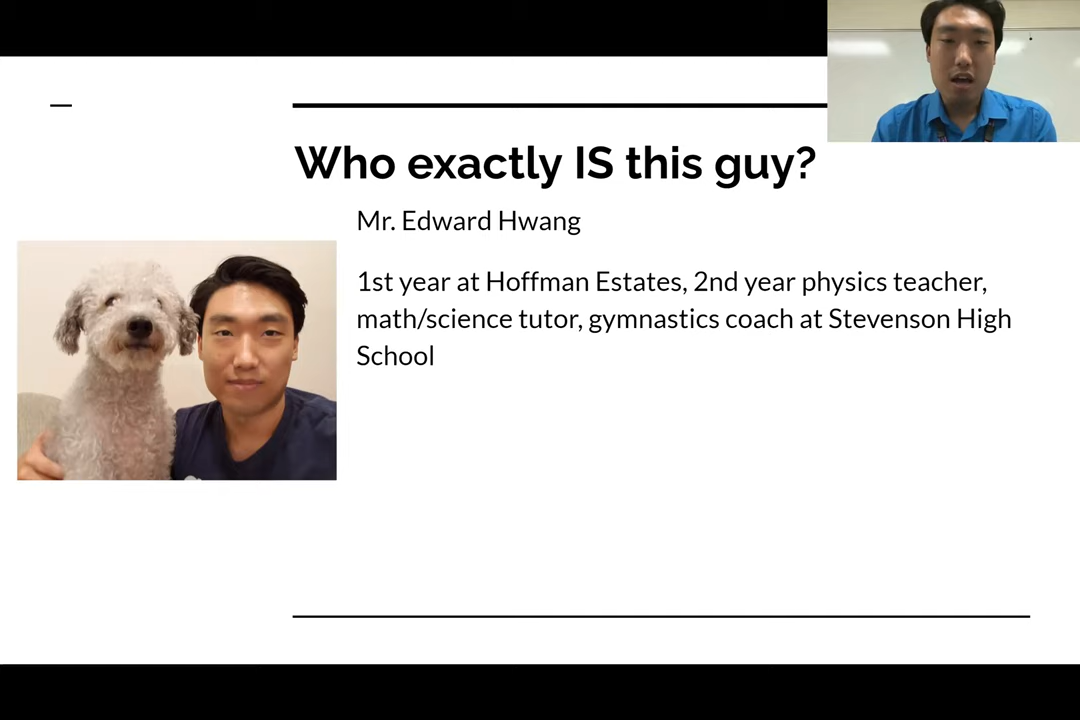 Who exactly IS this guy?
Mr. Edward Hwang
1st year at Hoffman Estates, 2nd year physics teacher,
math/science tutor, gymnastics coach at Stevenson High
School